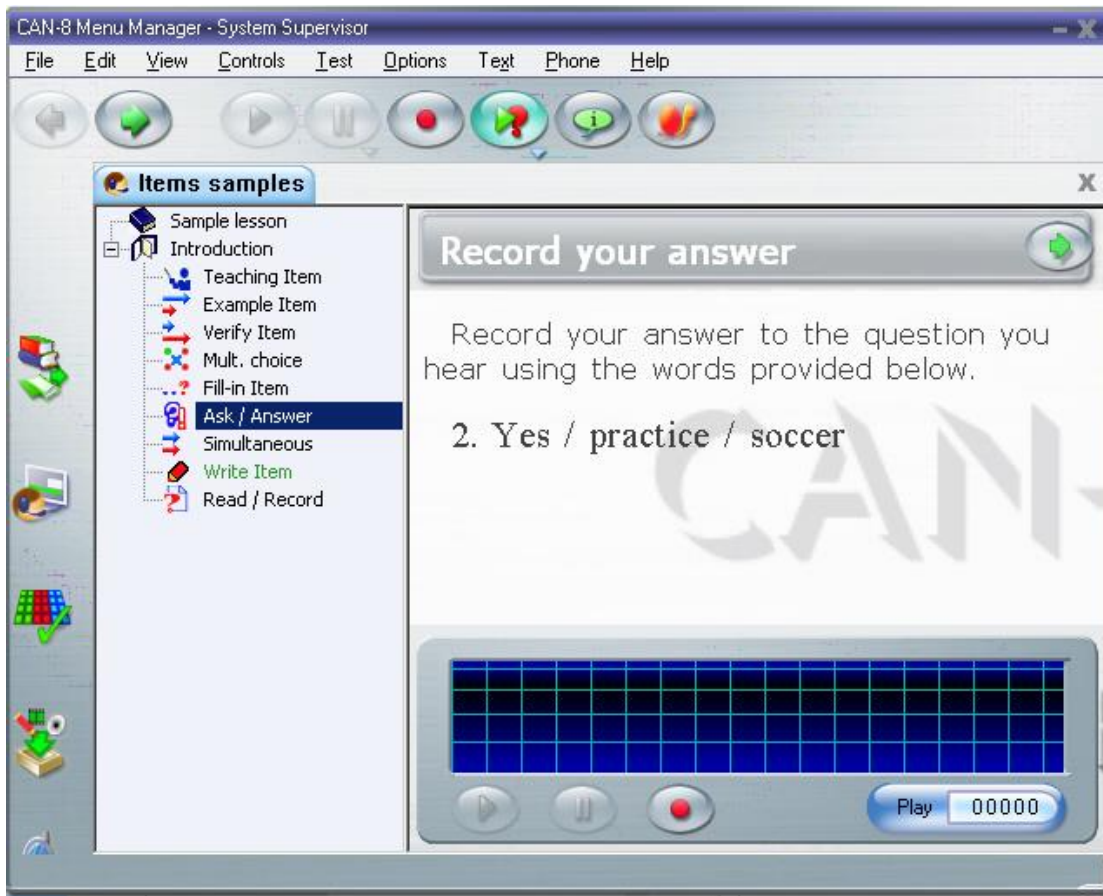 CAN-8 Menu Manager - System Supervisor
File Edit View Controls Test Options Text Phone Help
Items samples
Sample lesson
Introduction
Teaching Item
Example Item
Verify Item
Mult. choice
Fill-in Item
Ask / Answer
Simultaneous
Write Item
Read / Record
Record your answer
Record your answer to the question you
hear using the words provided below.
2. Yes / practice / soccer
CAN-
Play 00000